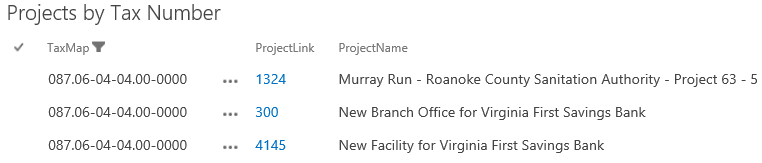 Projects by Tax Number
TaxMap ProjectLink ProjectName
087.06-04-04.00-0000 ... 1324 Murray Run - Roanoke County Sanitation Authority - Project 63 - 5
087.06-04-04.00-0000 ... 300 New Branch Office for Virginia First Savings Bank
087.06-04-04.00-0000 ... 4145 New Facility for Virginia First Savings Bank